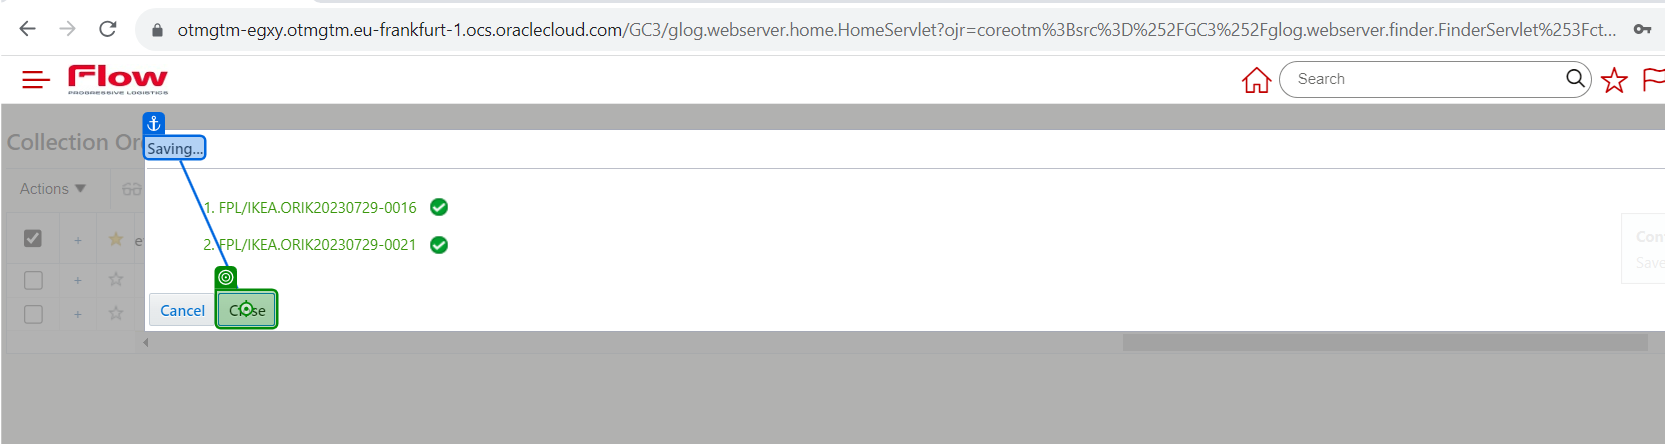 otmgtm-egxy.otmgtm.eu-frankfurt-1.ocs.oraclecloud.com/GC3/glog.webserver.home.HomeServlet?ojr=coreotm%3Bsrc%3D%252FGC3%252Fglog.webserver.finder.FinderServlet%253Fct...
Flow
PROGRESSIVE LOGISTICS
Search
Collection Or
Saving...
Actions
1. FPL/IKEA.ORIK20230729-0016
2. FPL/IKEA.ORIK20230729-0021
Con
Save
Cancel
Close